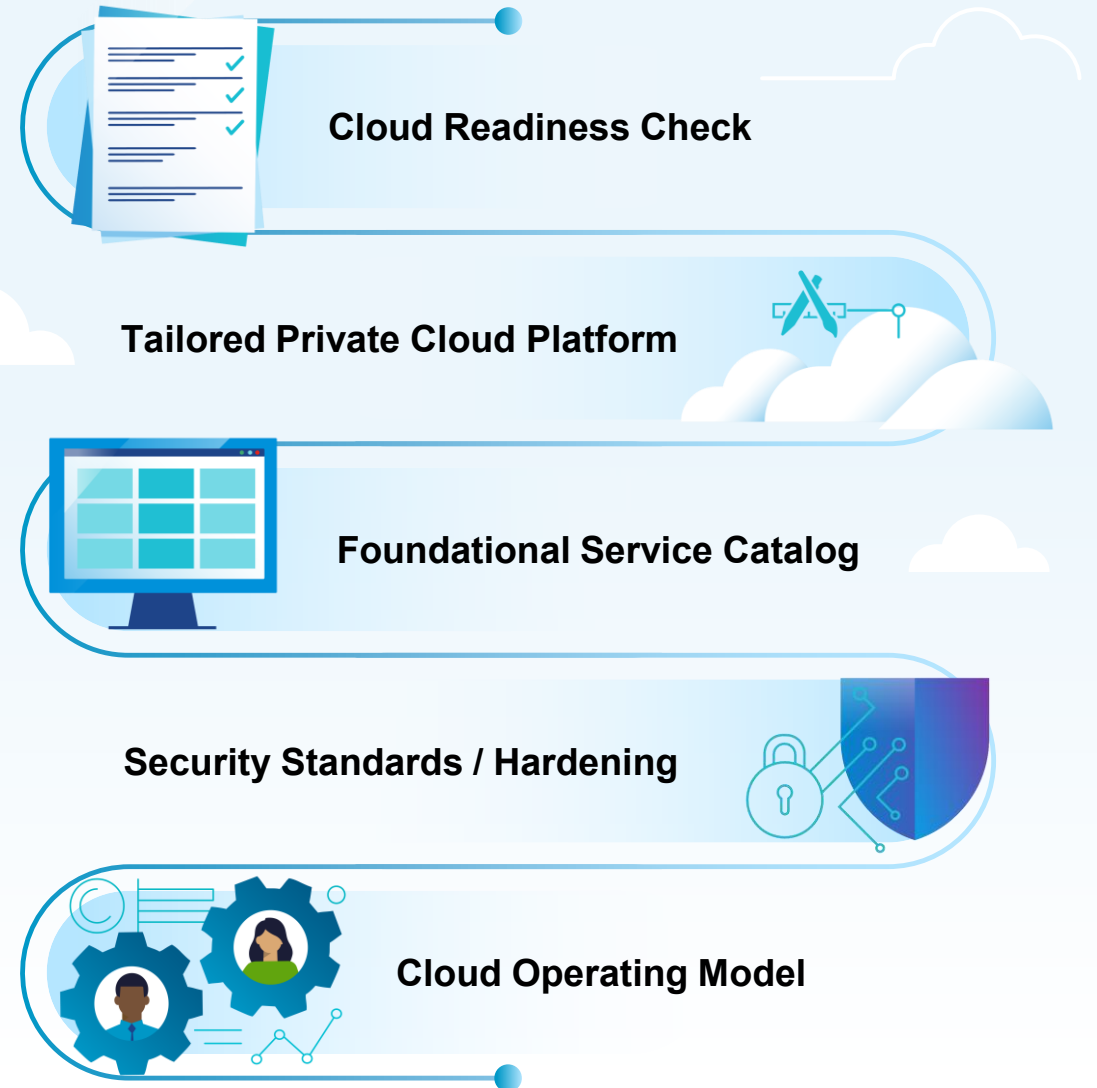 Cloud Readiness Check
Tailored Private Cloud Platform
Foundational Service Catalog
Security Standards / Hardening
Cloud Operating Model